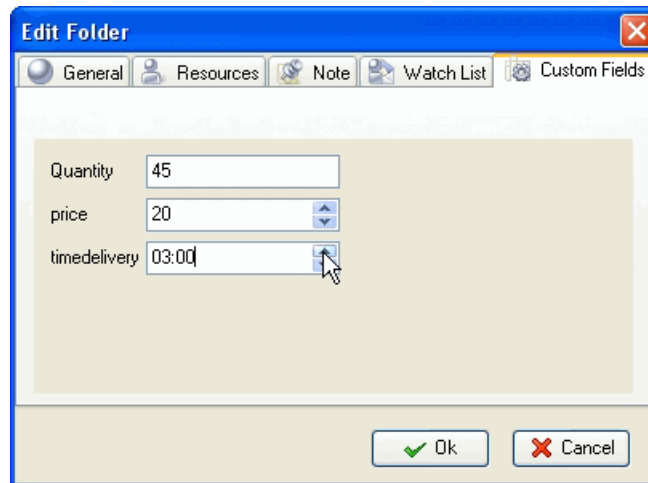 Edit Folder
General Resources Note Watch List Custom Fields
Quantity 45
price 20
timedelivery 03:00
Ok Cancel